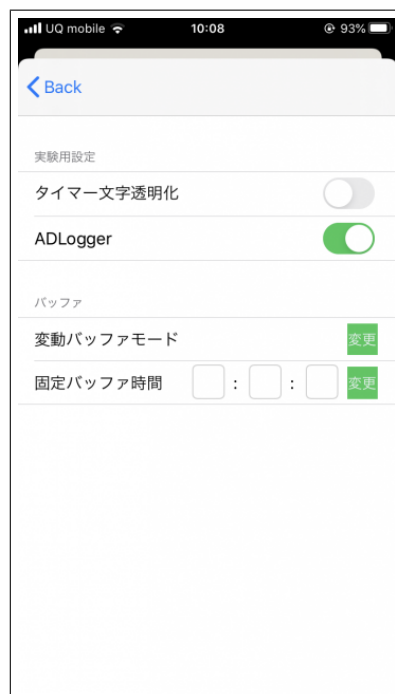 UQ mobile 10:08 93%
Back
実験用設定
タイマー文字透明化
ADLogger
バッファ
変動バッファモード 変更
固定バッファ時間 : : 変更